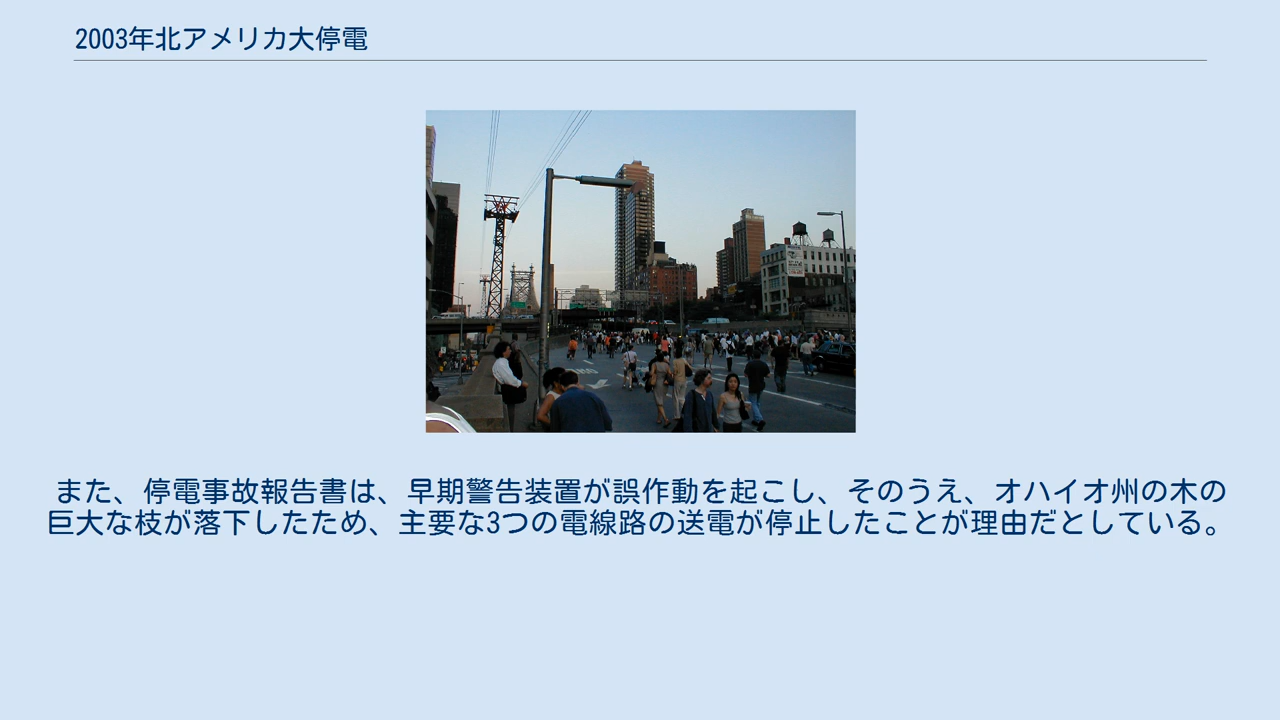 2003年北アメリカ大停電
また、停電事故報告書は、早期警告装置が誤作動を起こし、そのうえ、オハイオ州の木の
巨大な枝が落下したため、主要な3つの電線路の送電が停止したことが理由だとしている。